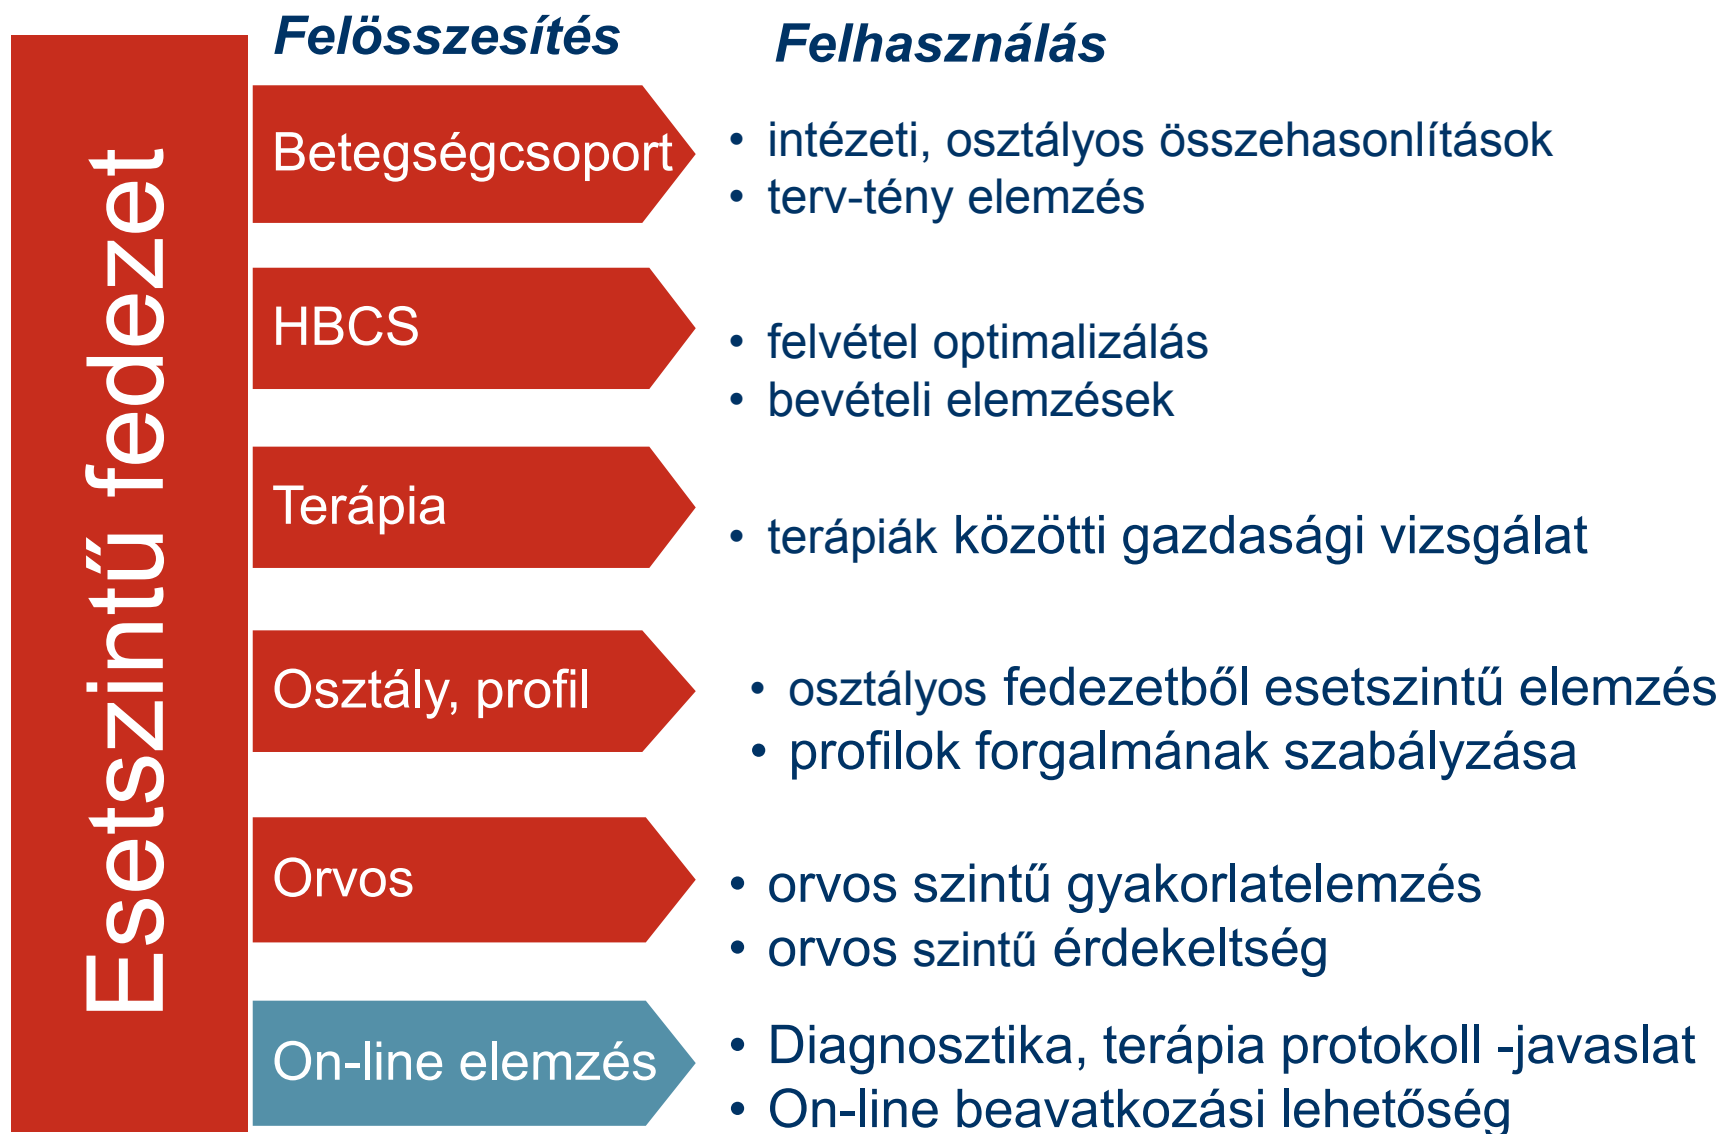 Esetszintű fedezet
Felösszesítés
Felhasználás
Betegségcsoport
• intézeti, osztályos összehasonlítások
• terv-tény elemzés
HBCS
• felvétel optimalizálás
• bevételi elemzések
Terápia
• terápiák közötti gazdasági vizsgálat
Osztály, profil
• osztályos fedezetből esetszintű elemzés
• profilok forgalmának szabályzása
Orvos
• orvos szintű gyakorlatelemzés
• orvos szintű érdekeltség
On-line elemzés
• Diagnosztika, terápia protokoll -javaslat
• On-line beavatkozási lehetőség